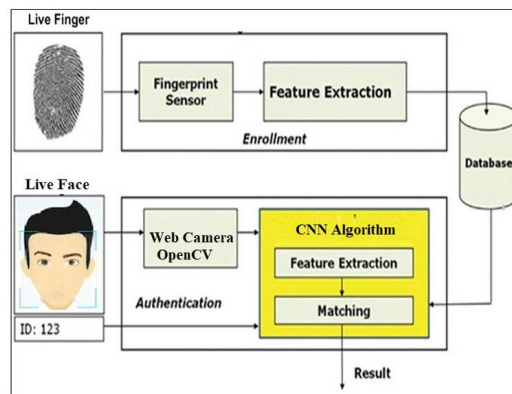 Live Finger
Fingerprint
Sensor
Feature Extraction
Enrollment
Database
Live Face
Web Camera
OpenCV
CNN Algorithm
Feature Extraction
Matching
Authentication
ID: 123
Result